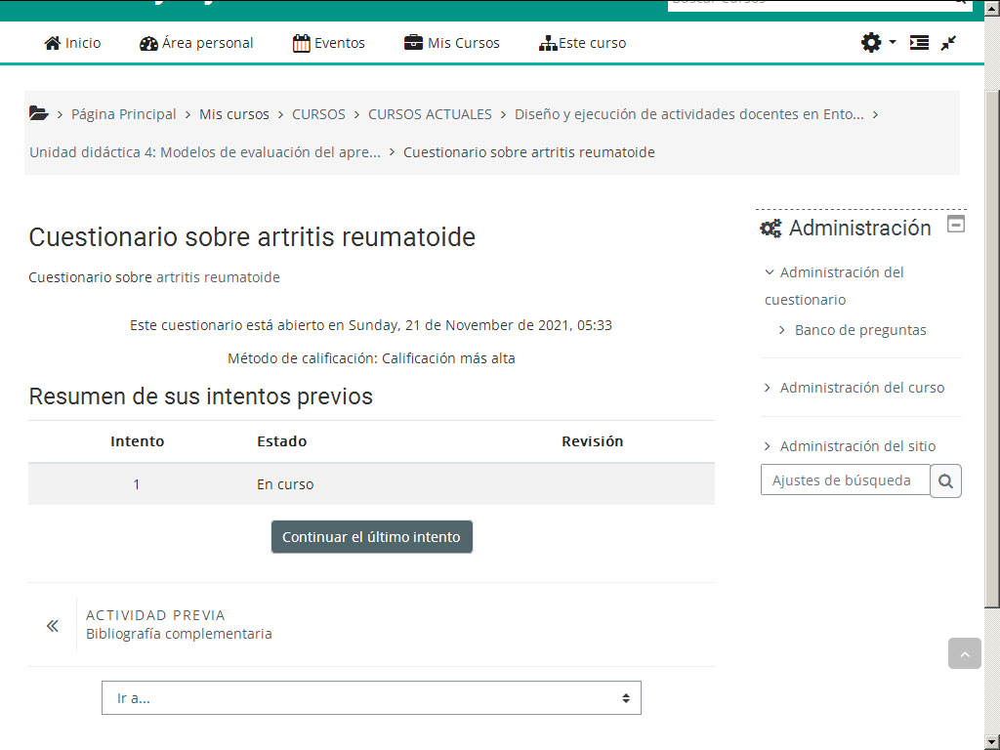 Buscar Cursos
Inicio Área personal Eventos Mis Cursos Este curso
Página Principal Mis cursos CURSOS CURSOS ACTUALES Diseño y ejecución de actividades docentes en Ento...
Unidad didáctica 4: Modelos de evaluación del apre... Cuestionario sobre artritis reumatoide
Cuestionario sobre artritis reumatoide
Cuestionario sobre artritis reumatoide
Este cuestionario está abierto en Sunday, 21 de November de 2021, 05:33
Método de calificación: Calificación más alta
Resumen de sus intentos previos
Intento Estado Revisión
1 En curso
Continuar el último intento
ACTIVIDAD PREVIA
Bibliografía complementaria
Ir a...
Administración
Administración del
cuestionario
Banco de preguntas
Administración del curso
Administración del sitio
Ajustes de búsqueda